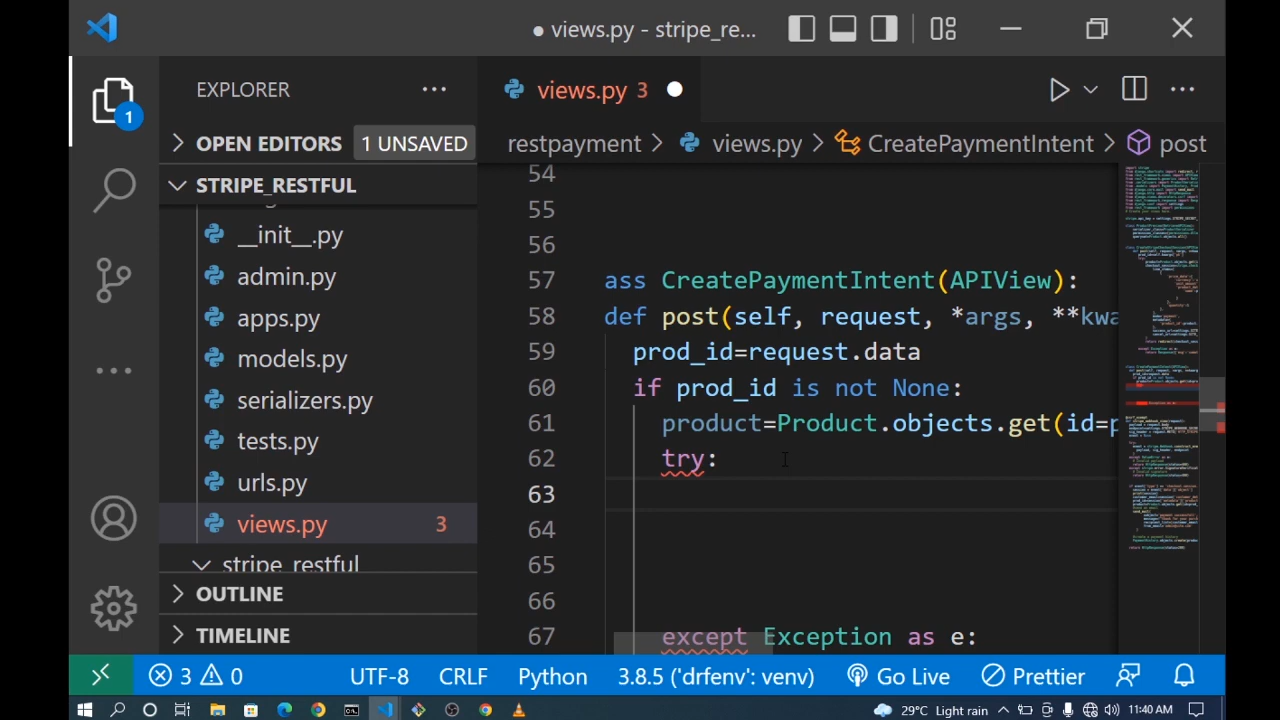 views.py - stripe_re...
EXPLORER
views.py 3
1
OPEN EDITORS 1 UNSAVED
restpayment > views.py > CreatePaymentIntent > post
STRIPE_RESTFUL
__init__.py
admin.py
apps.py
models.py
serializers.py
tests.py
urls.py
views.py 3
stripe_restful
OUTLINE
TIMELINE
54
55
56
57 ass CreatePaymentIntent(APIView):
58 def post(self, request, *args, **kwa
59 prod_id=request.data
60 if prod_id is not None:
61 product=Product.objects.get(id=p
62 try:
63
64
65
66
67 except Exception as e:
3 0 UTF-8 CRLF Python 3.8.5 ('drfenv': venv) Go Live Prettier
29°C Light rain 11:40 AM